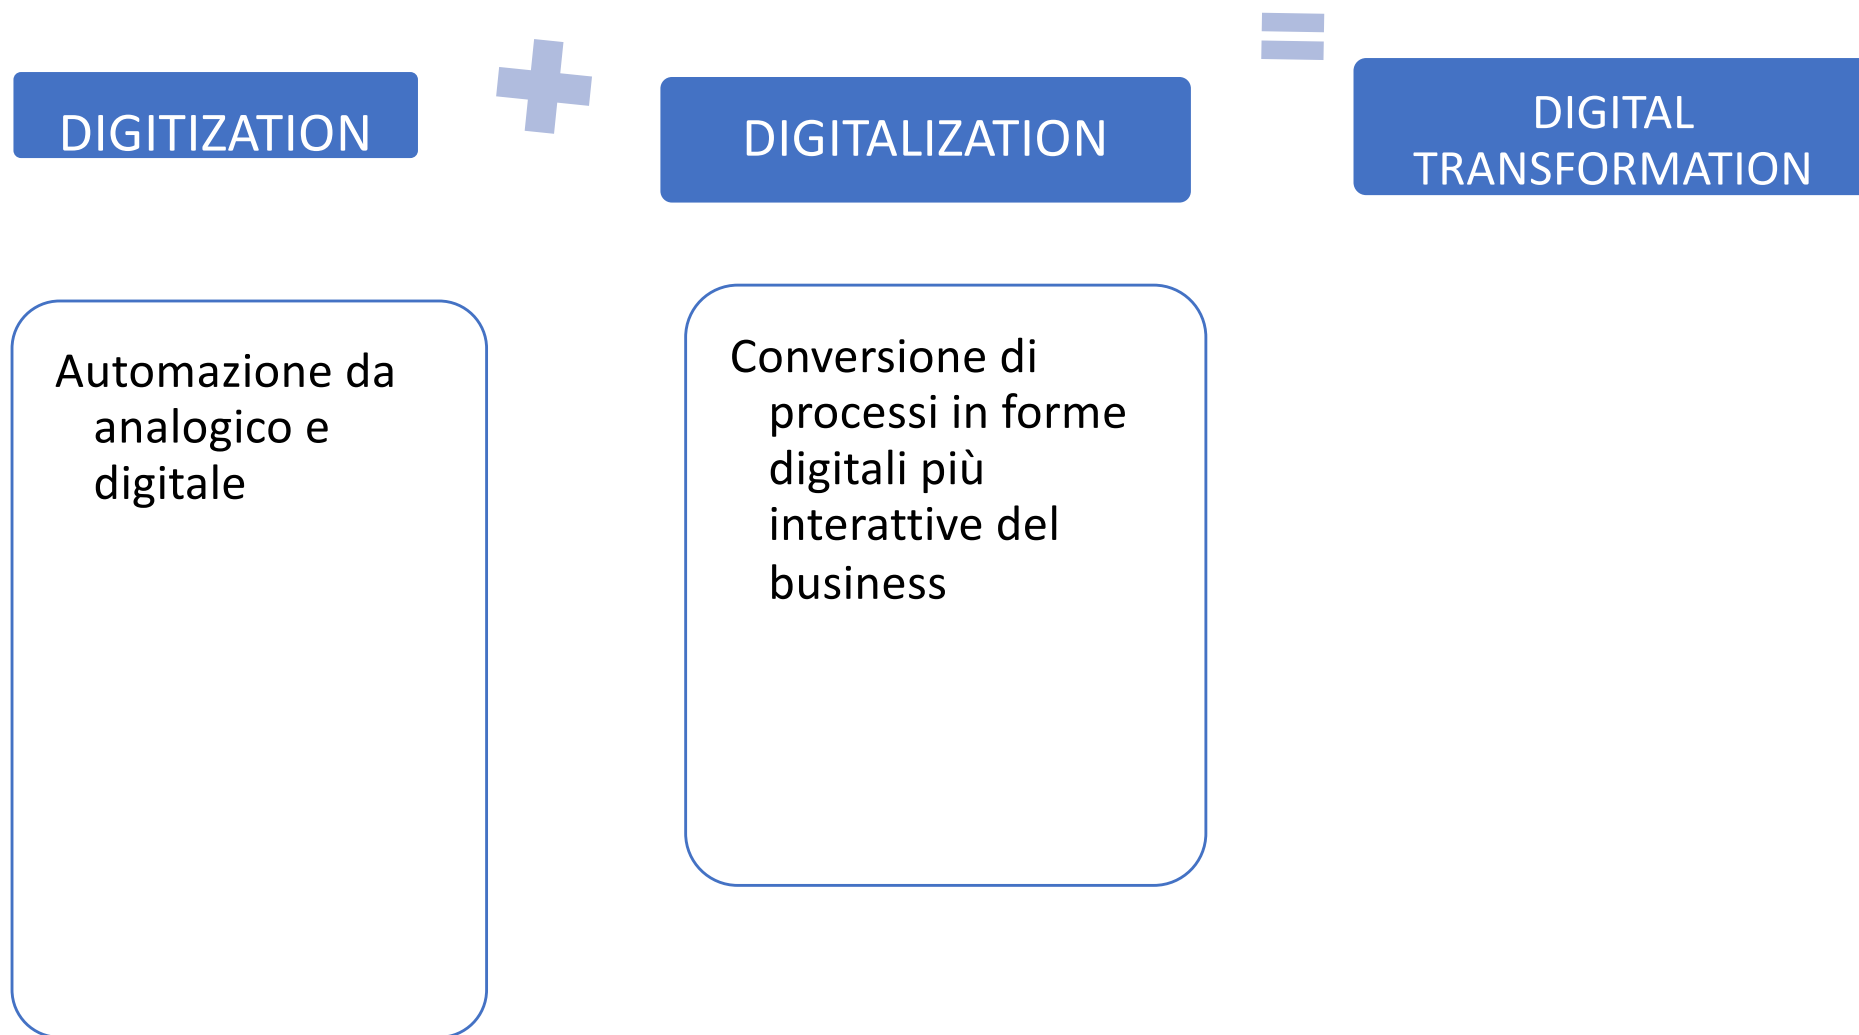 DIGITIZATION
DIGITALIZATION
DIGITAL
TRANSFORMATION
Automazione da
analogico e
digitale
Conversione di
processi in forme
digitali più
interattive del
business